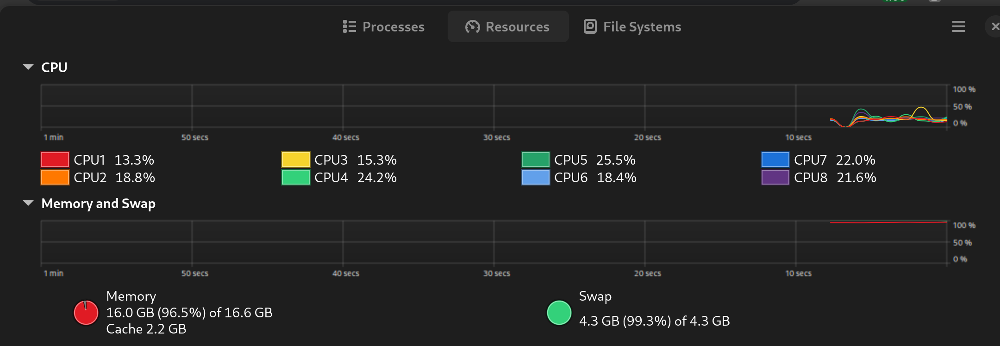 Processes
Resources
File Systems
CPU
100 %
50 %
0 %
1 min 50 secs 40 secs 30 secs 20 secs 10 secs
CPU1 13.3% CPU3 15.3% CPU5 25.5% CPU7 22.0%
CPU2 18.8% CPU4 24.2% CPU6 18.4% CPU8 21.6%
Memory and Swap
100 %
50 %
0 %
1 min 50 secs 40 secs 30 secs 20 secs 10 secs
Memory
16.0 GB (96.5%) of 16.6 GB
Cache 2.2 GB
Swap
4.3 GB (99.3%) of 4.3 GB